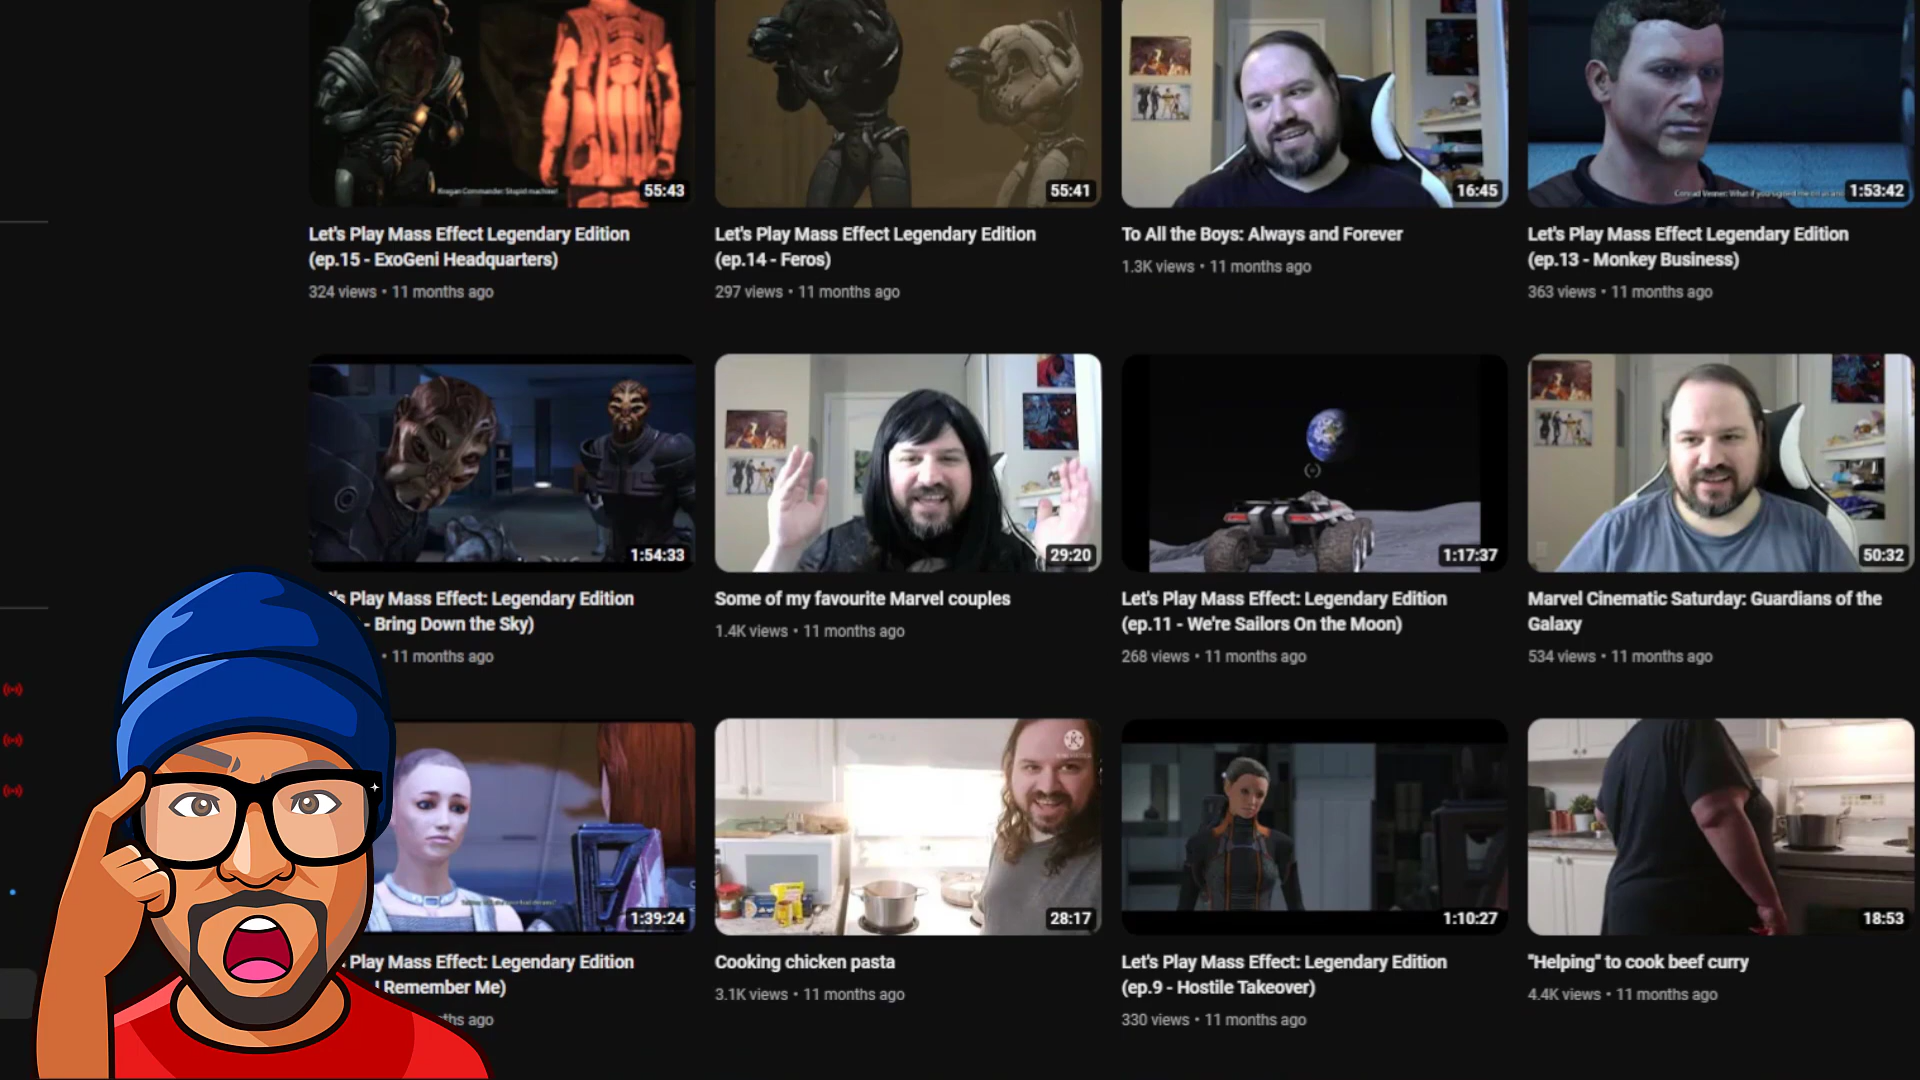 Krogan Commander: Stupid machine!
55:43
55:41
16:45
1:53:42
Let's Play Mass Effect Legendary Edition
(ep.15 - ExoGeni Headquarters)
324 views • 11 months ago
Let's Play Mass Effect Legendary Edition
(ep.14 - Feros)
297 views • 11 months ago
To All the Boys: Always and Forever
1.3K views • 11 months ago
Let's Play Mass Effect Legendary Edition
(ep.13 - Monkey Business)
363 views • 11 months ago
1:54:33
29:20
1:17:37
50:32
Play Mass Effect: Legendary Edition
- Bring Down the Sky)
• 11 months ago
Some of my favourite Marvel couples
1.4K views • 11 months ago
Let's Play Mass Effect: Legendary Edition
(ep.11 - We're Sailors On the Moon)
268 views • 11 months ago
Marvel Cinematic Saturday: Guardians of the
Galaxy
534 views • 11 months ago
1:39:24
28:17
1:10:27
18:53
Play Mass Effect: Legendary Edition
I Remember Me)
ago
Cooking chicken pasta
3.1K views • 11 months ago
Let's Play Mass Effect: Legendary Edition
(ep.9 - Hostile Takeover)
330 views • 11 months ago
"Helping" to cook beef curry
4.4K views • 11 months ago